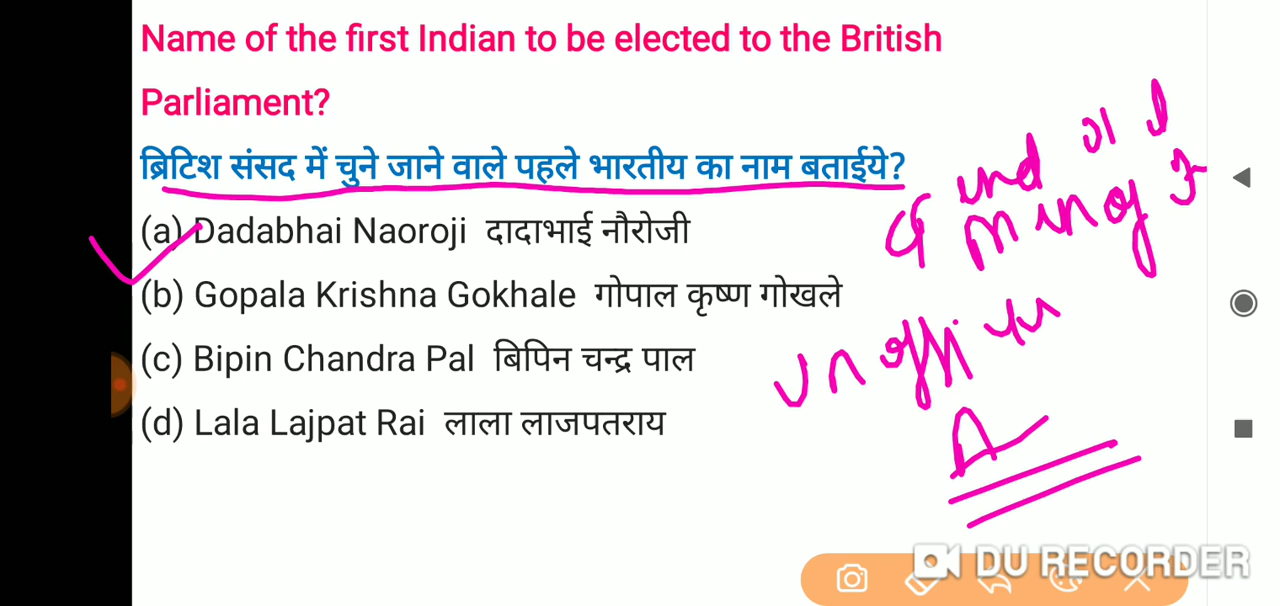 Name of the first Indian to be elected to the British
Parliament?
ब्रिटिश संसद में चुने जाने वाले पहले भारतीय का नाम बताईये?
(a) Dadabhai Naoroji दादाभाई नौरोजी
(b) Gopala Krishna Gokhale गोपाल कृष्ण गोखले
(c) Bipin Chandra Pal बिपिन चन्द्र पाल
(d) Lala Lajpat Rai लाला लाजपतराय
ind
A
DU RECORDER